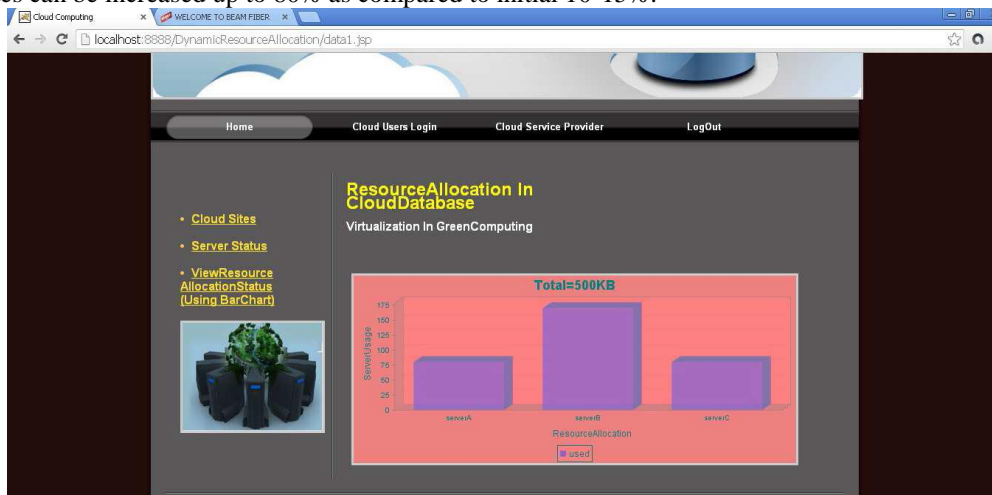 es can be increased up to 60% as compared to initial 10-15%.
Cloud Computing
WELCOME TO BEAM FIBER
localhost:8888/DynamicResourceAllocation/data1.jsp
Home
Cloud Users Login
Cloud Service Provider
LogOut
ResourceAllocation In
CloudDatabase
Virtualization In GreenComputing
• Cloud Sites
• Server Status
• ViewResource
AllocationStatus
(Using BarChart)
Total=500KB
175
150
125
100
75
50
25
0
ServerUsage
serverA
serverB
serverC
ResourceAllocation
used